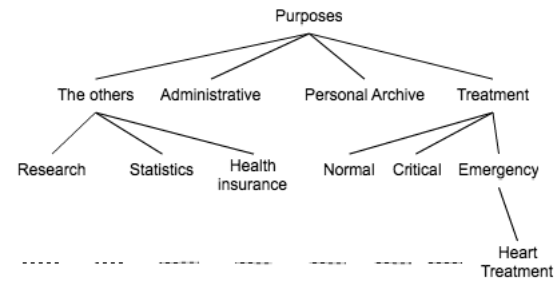 Purposes
The others
Administrative
Personal Archive
Treatment
Research
Statistics
Health
insurance
Normal
Critical
Emergency
Heart
Treatment